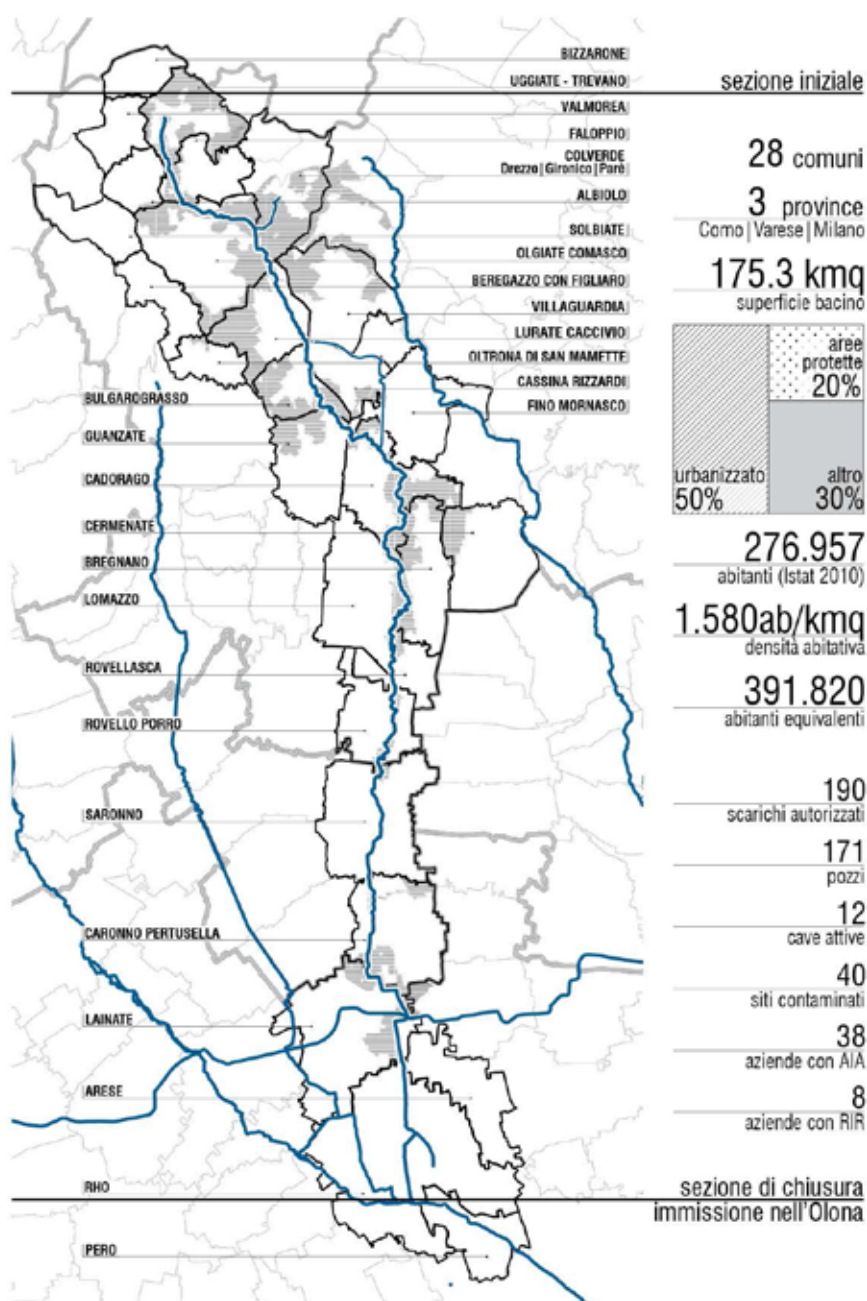 BIZZARONE
UGGIATE - TREVANO
VALMOREA
FALOPPIO
COLVERDE
Drezzo | Gironico | Parè
ALBIOLO
SOLBIATE
OLGIATE COMASCO
BEREGAZZO CON FIGLIARO
VILLAGUARDIA
LURATE CACCIVIO
OLTRONA DI SAN MAMETTE
CASSINA RIZZARDI
FINO MORNASCO
BULGAROGRASSO
GUANZATE
CADORAGO
CERMENATE
BREGNANO
LOMAZZO
ROVELLASCA
ROVELLO PORRO
SARONNO
CARONNO PERTUSELLA
LAINATE
ARESE
RHO
PERO
sezione iniziale
28 comuni
3 province
Como | Varese | Milano
175.3 kmq
superficie bacino
aree
protette
20%
urbanizzato
50%
altro
30%
276.957
abitanti (Istat 2010)
1.580ab/kmq
densità abitativa
391.820
abitanti equivalenti
190
scarichi autorizzati
171
pozzi
12
cave attive
40
siti contaminati
38
aziende con AIA
8
aziende con RIR
sezione di chiusura
immissione nell'Olona